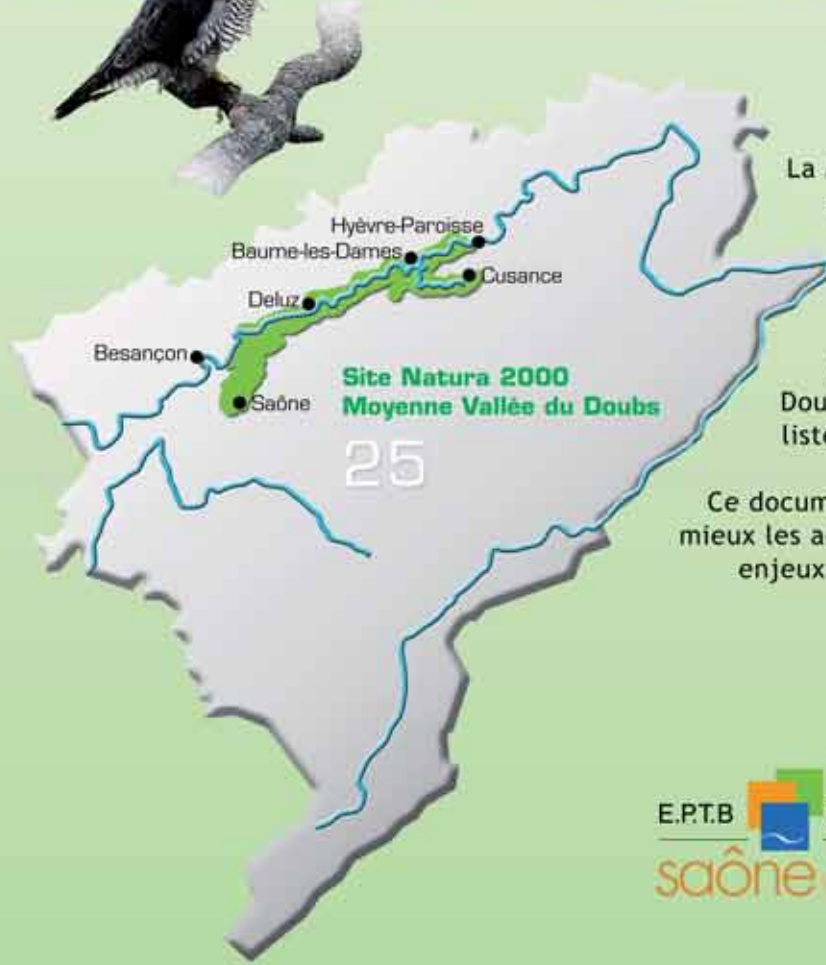 La
Hyèvre-Paroisse
Baume-les-Dames
Cusance
Deluz
Besançon
Saône
Site Natura 2000
Moyenne Vallée du Doubs
25
Dou
liste
Ce docum
mieux les a
enjeux
E.P.T.B
saône